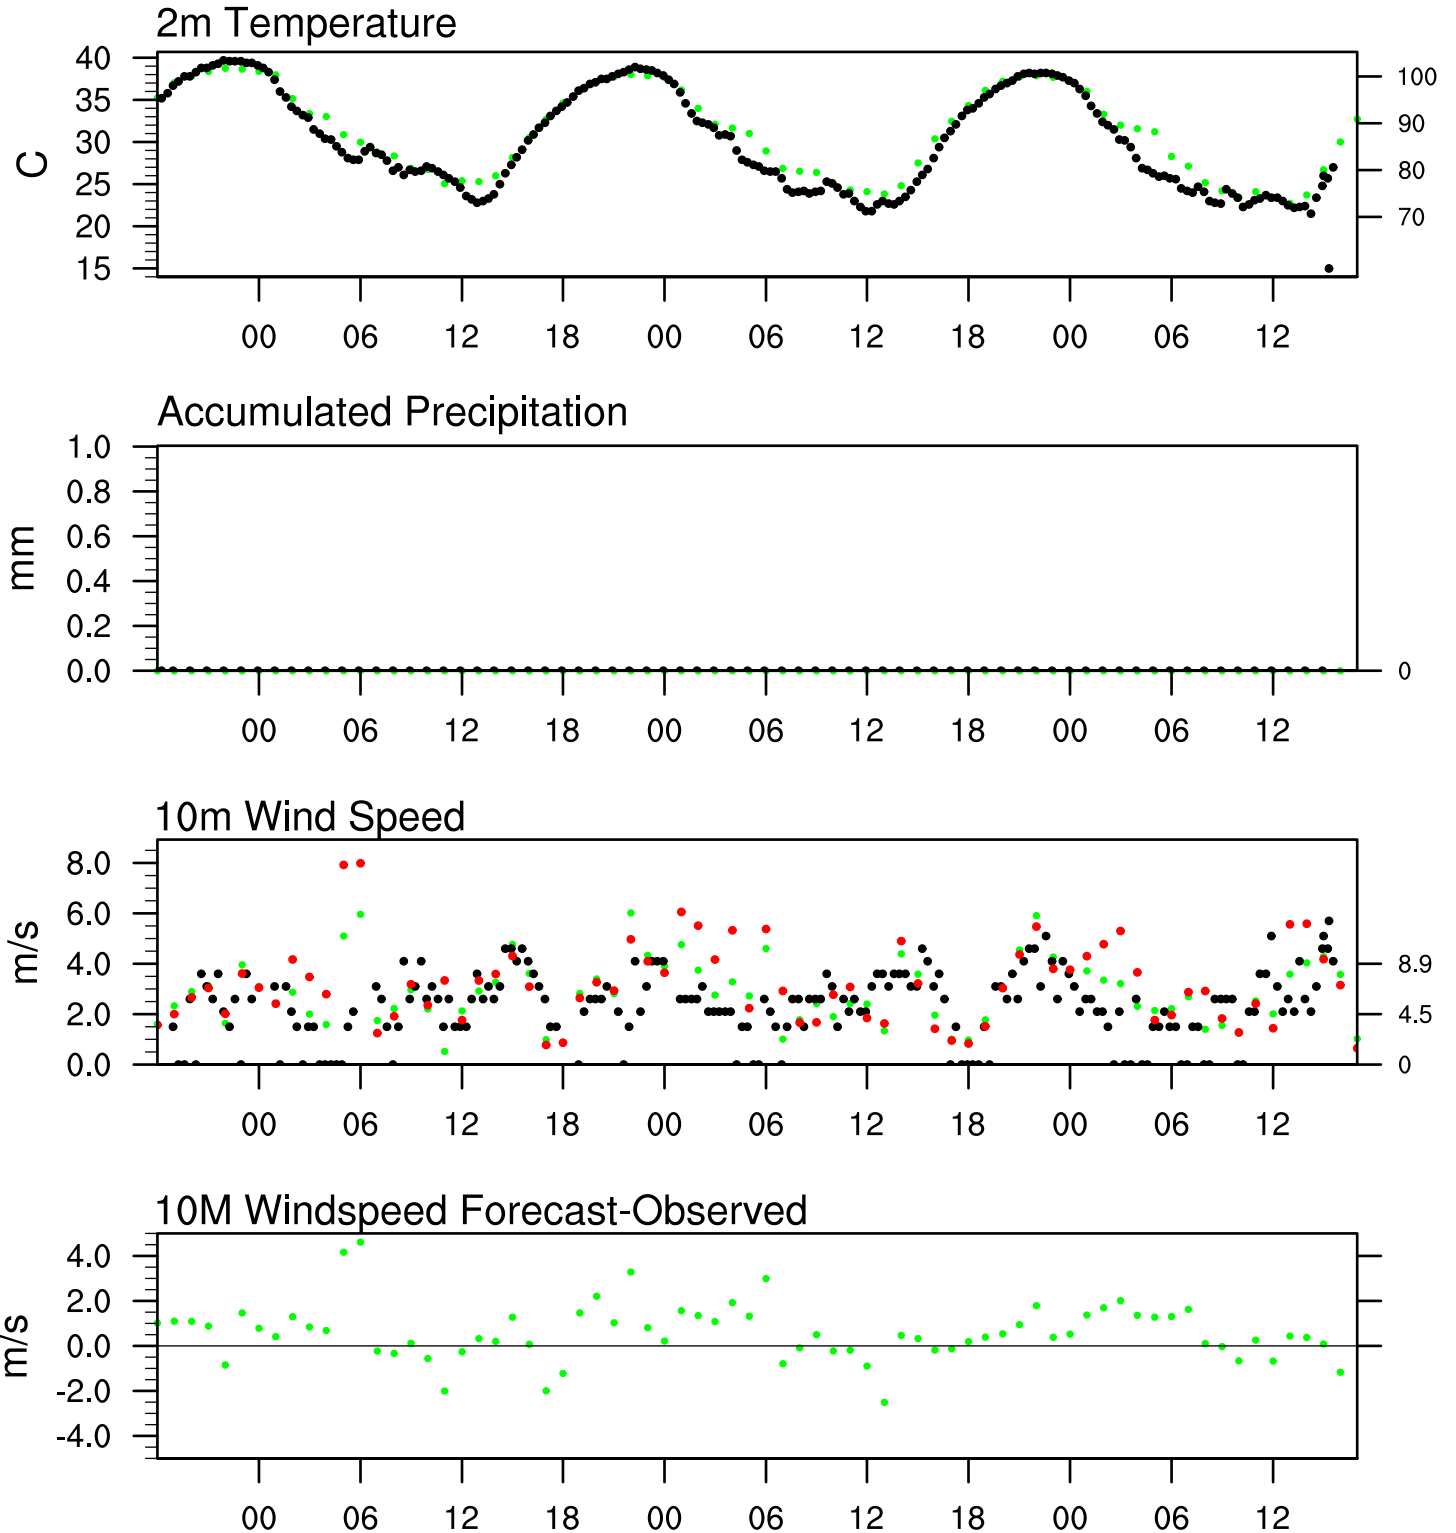 2m Temperature
40
35
30
25
20
15
C
100
90
80
70
00 06 12 18 00 06 12 18 00 06 12
Accumulated Precipitation
1.0
0.8
0.6
0.4
0.2
0.0
mm
0
00 06 12 18 00 06 12 18 00 06 12
10m Wind Speed
8.0
6.0
4.0
2.0
0.0
m/s
8.9
4.5
0
00 06 12 18 00 06 12 18 00 06 12
10M Windspeed Forecast-Observed
4.0
2.0
0.0
-2.0
-4.0
m/s
00 06 12 18 00 06 12 18 00 06 12